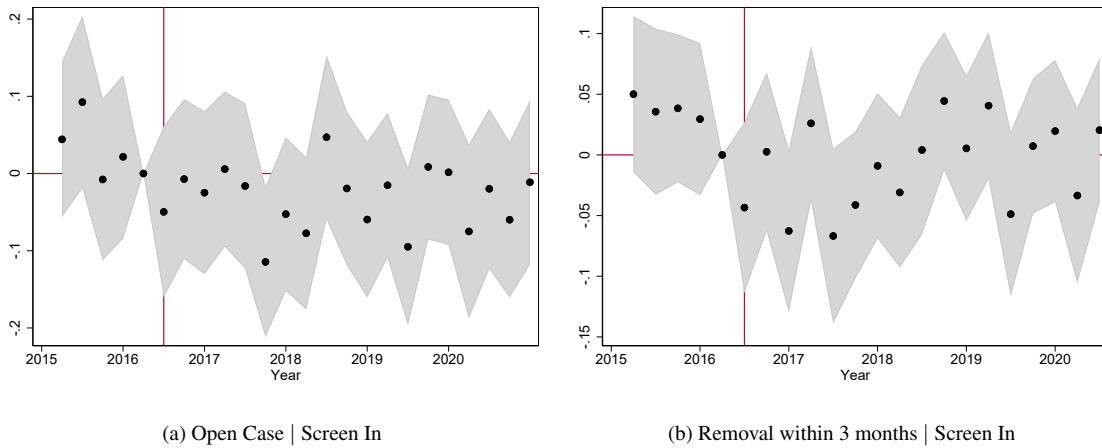 .2
.1
0
-.1
-.2
2015 2016 2017 2018 2019 2020
Year
(a) Open Case | Screen In
.1
.05
0
-.05
-.1
-.15
2015 2016 2017 2018 2019 2020
Year
(b) Removal within 3 months | Screen In